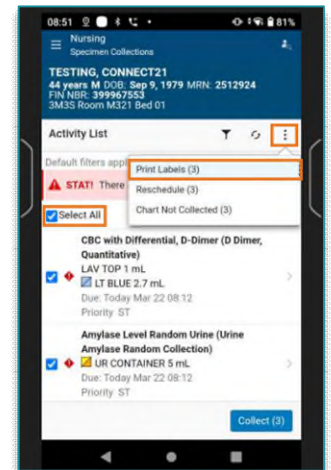 08:51
81%
Nursing
Specimen Collections
TESTING, CONNECT21
44 years M DOB: Sep 9, 1979 MRN: 2512924
FIN NBR: 399967553
3M3S Room M321 Bed 01
Activity List
Default filters appl
Print Labels (3)
STAT! There
Reschedule (3)
Chart Not Collected (3)
Select All
CBC with Differential, D-Dimer (D Dimer,
Quantitative)
LAV TOP 1 mL
LT BLUE 2.7 mL
Due: Today Mar 22 08:12
Priority ST
Amylase Level Random Urine (Urine
Amylase Random Collection)
UR CONTAINER 5 mL
Due: Today Mar 22 08:12
Priority ST
Collect (3)